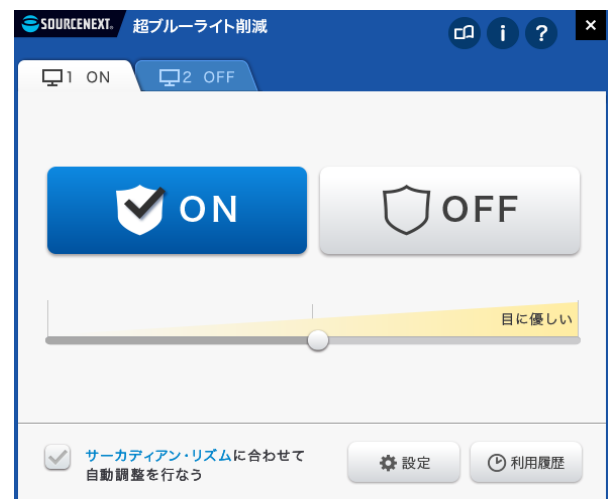 SOURCENEXT. 超ブルーライト削減
i ? ×
1 ON 2 OFF
ON OFF
目に優しい
サーカディアン・リズムに合わせて
自動調整を行なう
設定 利用履歴